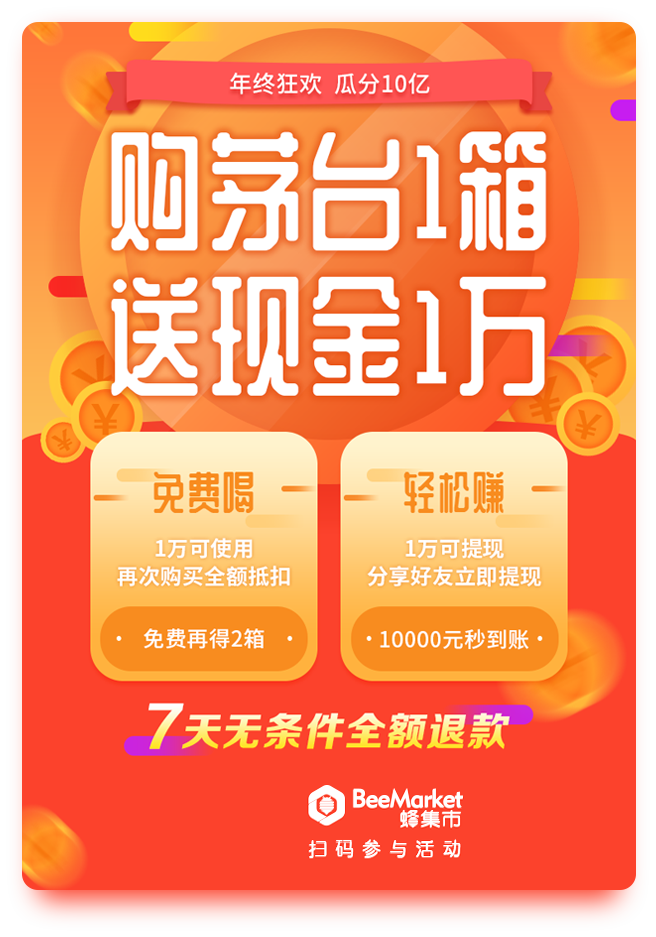 年终狂欢 瓜分10亿
购茅台1箱
送现金1万
免费喝
1万可使用
再次购买全额抵扣
· 免费再得2箱 ·
轻松赚
1万可提现
分享好友立即提现
· 10000元秒到账 ·
7天无条件全额退款
BeeMarket
蜂集市
扫码参与活动